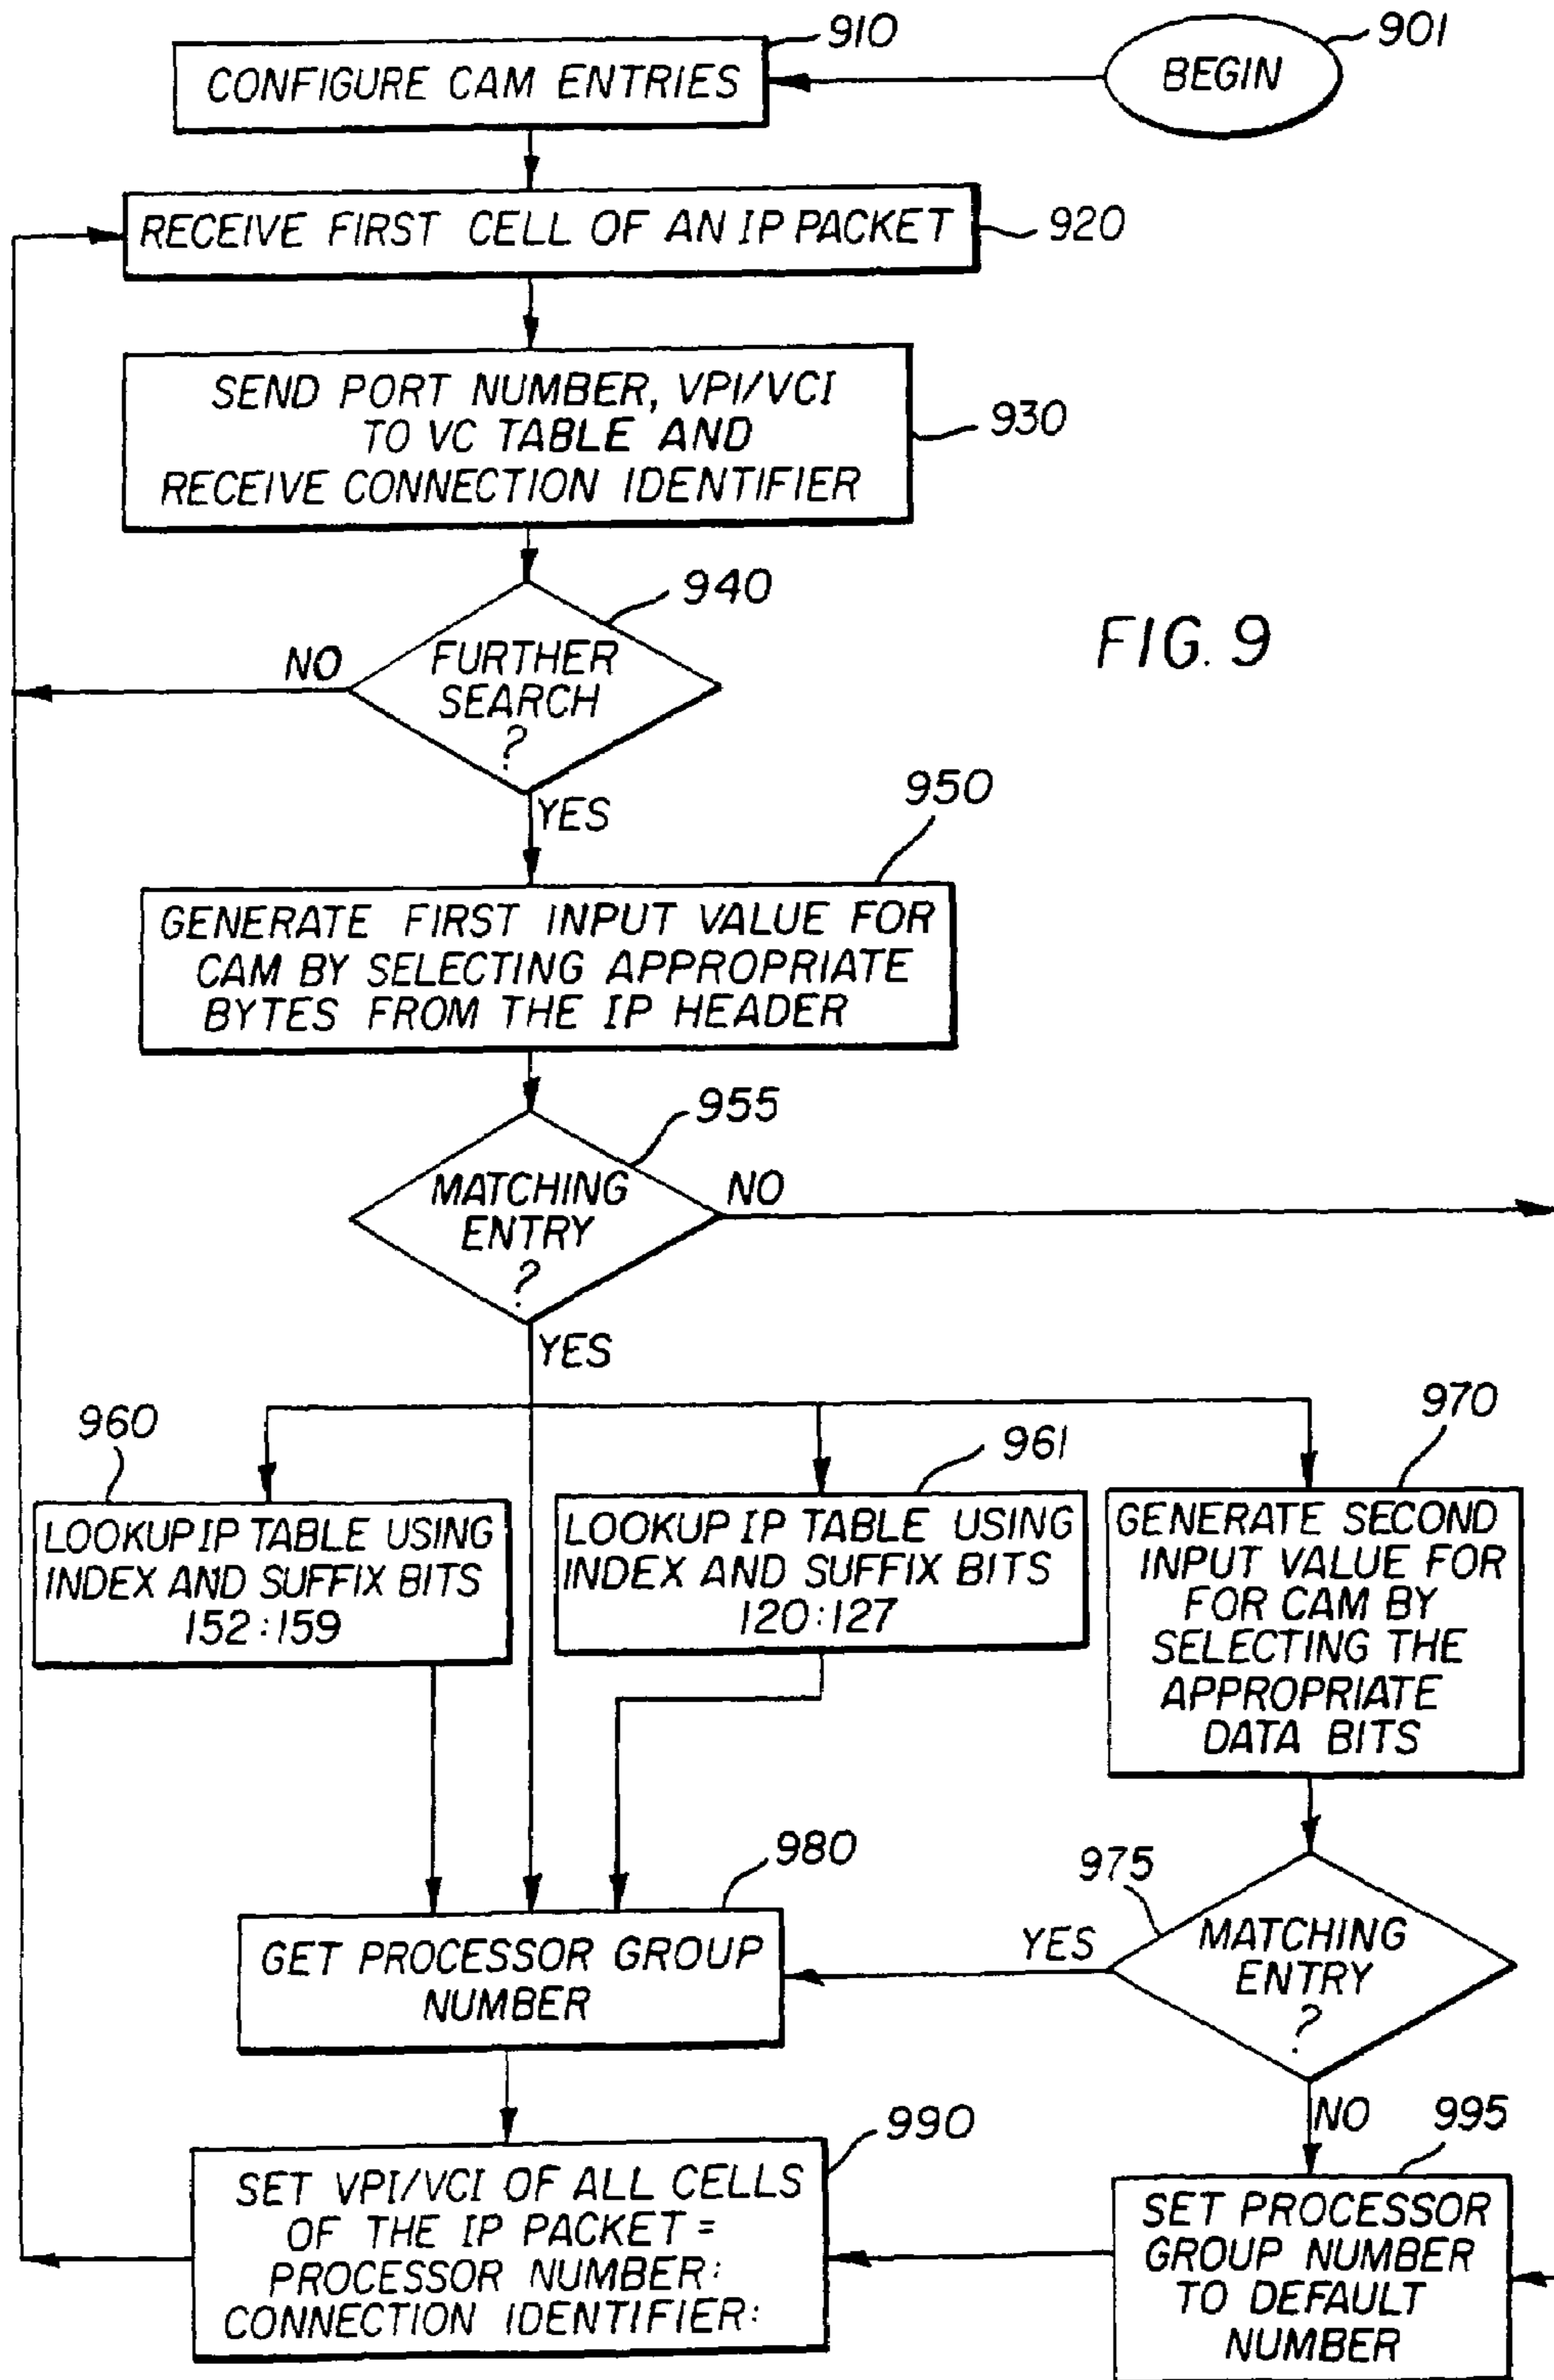 910
901
CONFIGURE CAM ENTRIES
BEGIN
RECEIVE FIRST CELL OF AN IP PACKET
920
SEND PORT NUMBER, VPI/VCI
TO VC TABLE AND
RECEIVE CONNECTION IDENTIFIER
930
940
FURTHER
SEARCH
?
NO
YES
FIG. 9
950
GENERATE FIRST INPUT VALUE FOR
CAM BY SELECTING APPROPRIATE
BYTES FROM THE IP HEADER
955
MATCHING
ENTRY
?
NO
YES
960
LOOKUP IP TABLE USING
INDEX AND SUFFIX BITS
152:159
961
LOOKUP IP TABLE USING
INDEX AND SUFFIX BITS
120:127
970
GENERATE SECOND
INPUT VALUE FOR
FOR CAM BY
SELECTING THE
APPROPRIATE
DATA BITS
980
GET PROCESSOR GROUP
NUMBER
975
MATCHING
ENTRY
?
YES
NO
990
SET VPI/VCI OF ALL CELLS
OF THE IP PACKET =
PROCESSOR NUMBER:
CONNECTION IDENTIFIER:
995
SET PROCESSOR
GROUP NUMBER
TO DEFAULT
NUMBER